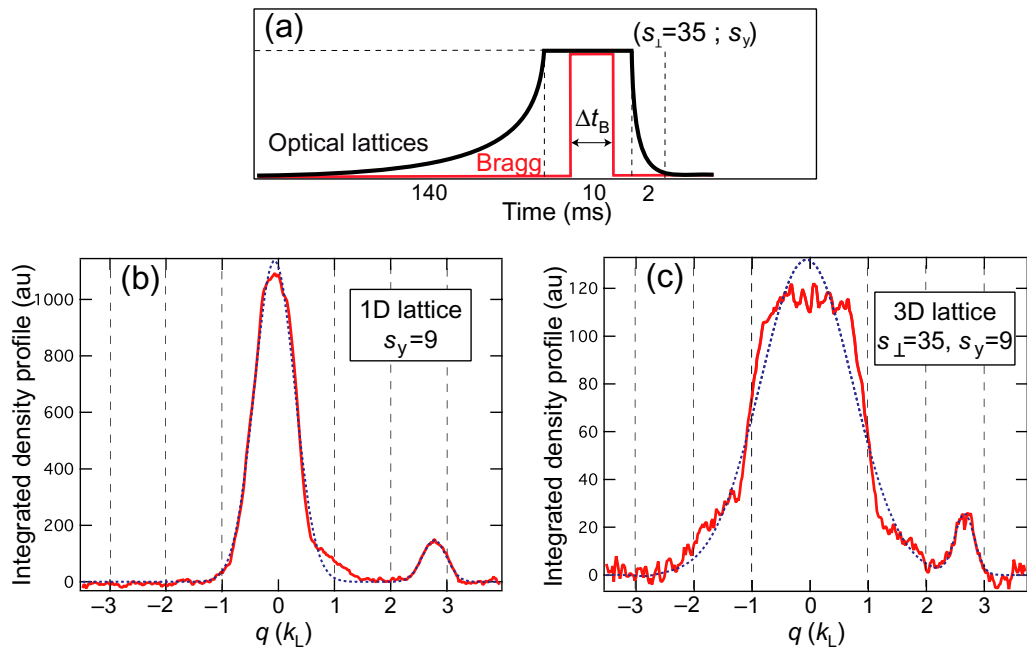 (a)
(s⊥=35 ; sy)
Optical lattices
ΔtB
Bragg
140
10
2
Time (ms)
(b)
1D lattice
sy=9
Integrated density profile (au)
1000
800
600
400
200
0
−3
−2
−1
0
1
2
3
q (kL)
(c)
3D lattice
s⊥=35, sy=9
Integrated density profile (au)
120
100
80
60
40
20
0
−3
−2
−1
0
1
2
3
q (kL)